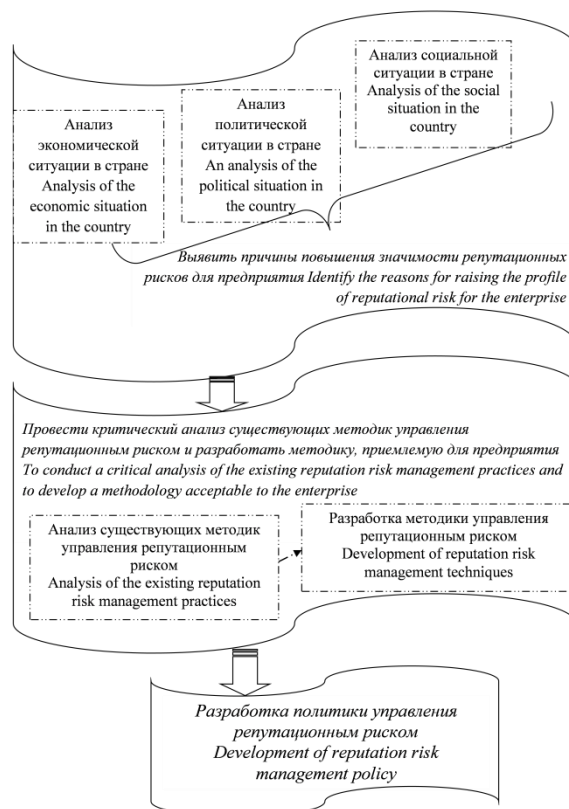 Анализ
экономической
ситуации в стране
Analysis of the
economic situation
in the country
Анализ
политической
ситуации в стране
An analysis of the
political situation in
the country
Анализ социальной
ситуации в стране
Analysis of the social
situation in the
country
Выявить причины повышения значимости репутационных
рисков для предприятия Identify the reasons for raising the profile
of reputational risk for the enterprise
Провести критический анализ существующих методик управления
репутационным риском и разработать методику, приемлемую для предприятия
To conduct a critical analysis of the existing reputation risk management practices and
to develop a methodology acceptable to the enterprise
Анализ существующих методик
управления репутационным
риском
Analysis of the existing reputation
risk management practices
Разработка методики управления
репутационным риском
Development of reputation risk
management techniques
Разработка политики управления
репутационным риском
Development of reputation risk
management policy